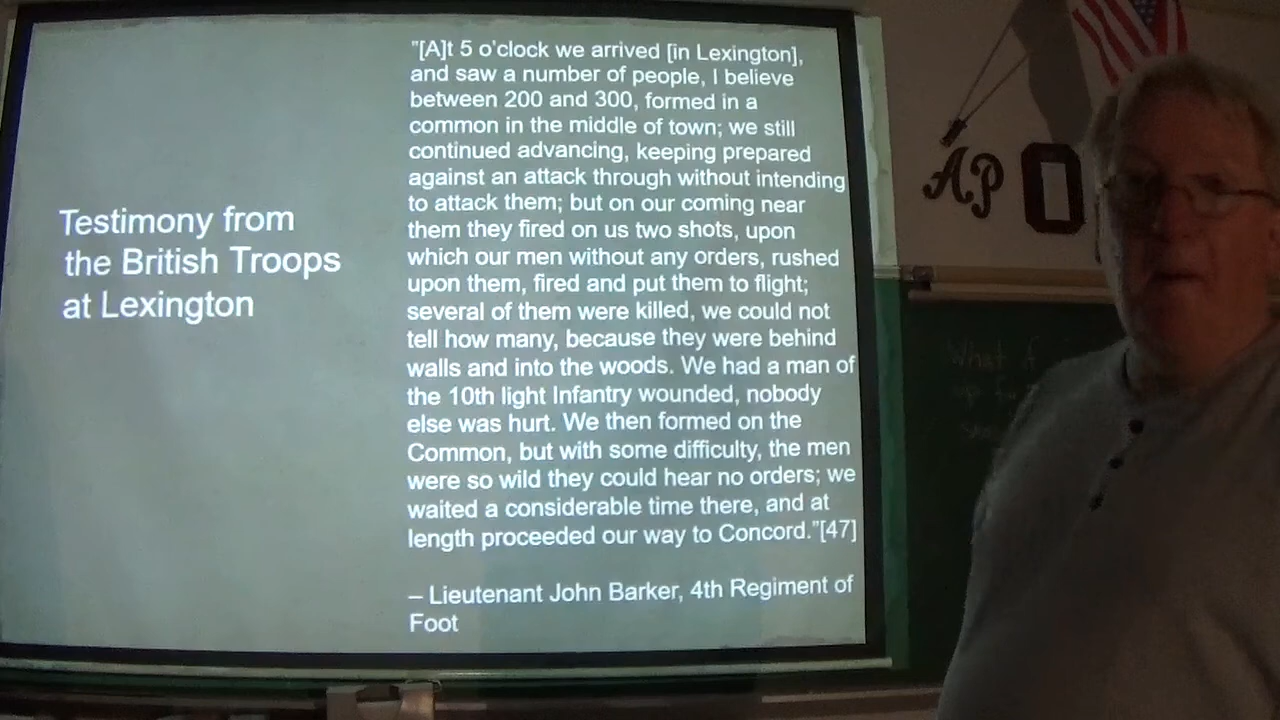 Testimony from
the British Troops
at Lexington
"[A]t 5 o'clock we arrived [in Lexington],
and saw a number of people, I believe
between 200 and 300, formed in a
common in the middle of town; we still
continued advancing, keeping prepared
against an attack through without intending
to attack them; but on our coming near
them they fired on us two shots, upon
which our men without any orders, rushed
upon them, fired and put them to flight;
several of them were killed, we could not
tell how many, because they were behind
walls and into the woods. We had a man of
the 10th light Infantry wounded, nobody
else was hurt. We then formed on the
Common, but with some difficulty, the men
were so wild they could hear no orders; we
waited a considerable time there, and at
length proceeded our way to Concord."[47]
– Lieutenant John Barker, 4th Regiment of
Foot
AP O
What